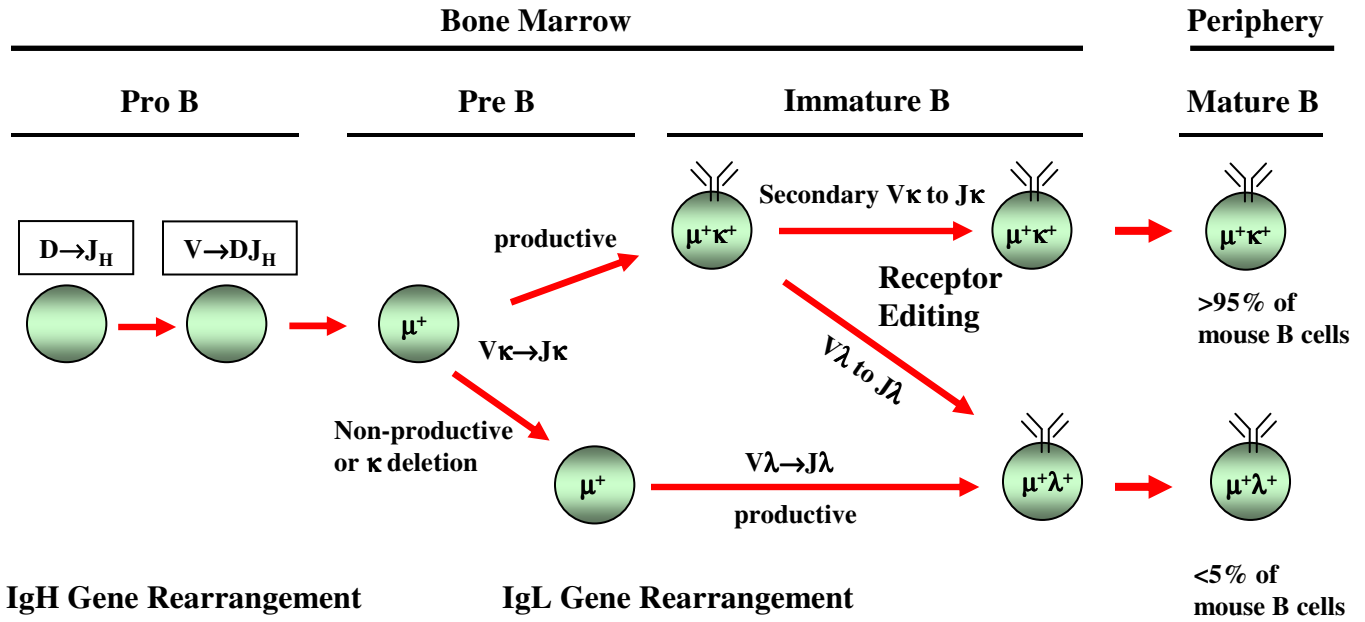 Bone Marrow
Periphery
Pro B
Pre B
Immature B
Mature B
D→J_H
V→DJ_H
μ⁺
Vκ→Jκ
productive
Non-productive
or κ deletion
μ⁺
μ⁺κ⁺
Secondary Vκ to Jκ
μ⁺κ⁺
Receptor
Editing
Vλ to Jλ
Vλ→Jλ
productive
μ⁺λ⁺
μ⁺κ⁺
>95% of
mouse B cells
μ⁺λ⁺
<5% of
mouse B cells
IgH Gene Rearrangement
IgL Gene Rearrangement